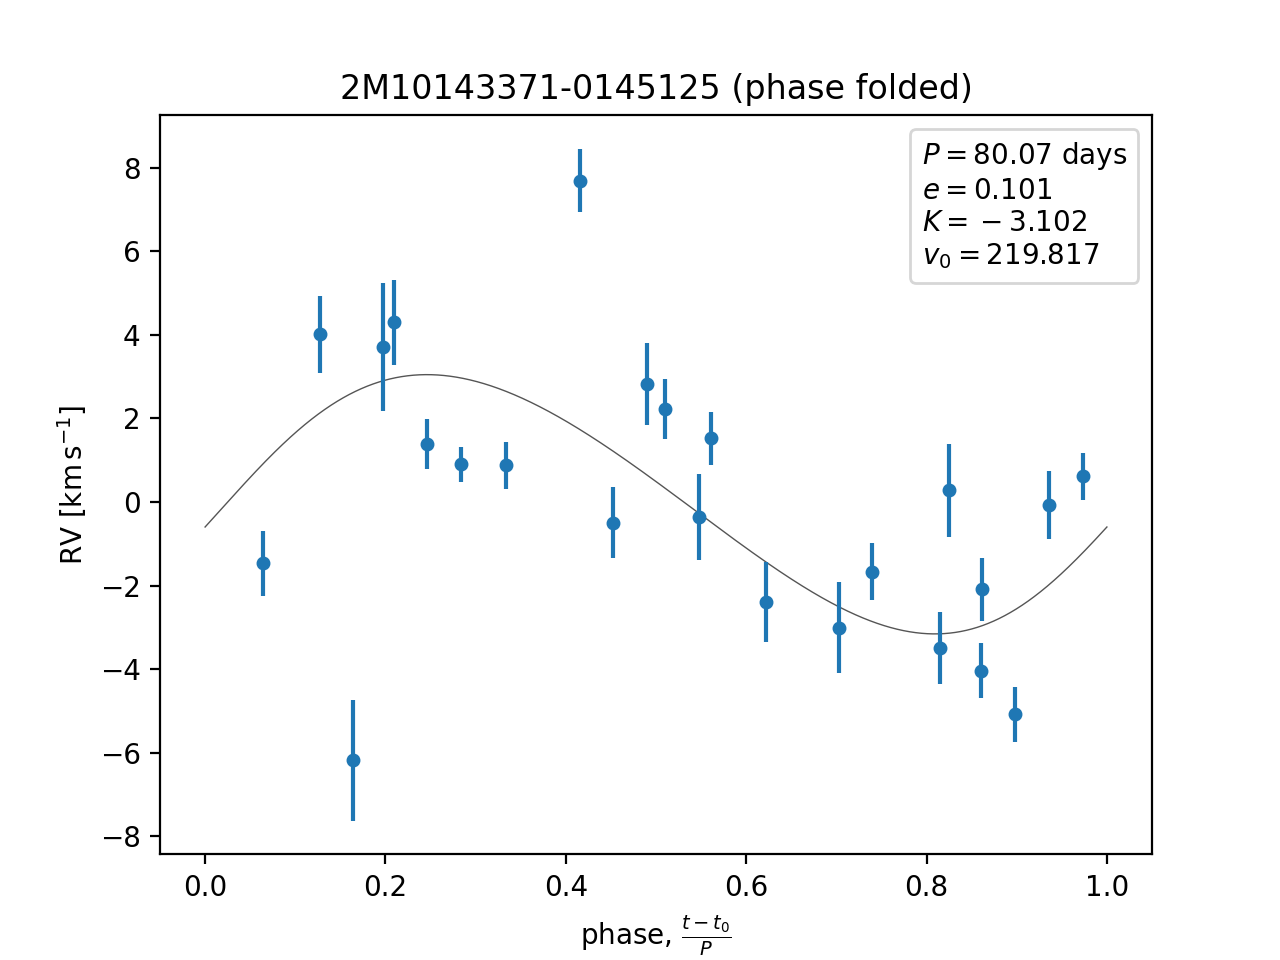 2M10143371-0145125 (phase folded)
P = 80.07 days
e = 0.101
K = − 3.102
v₀ = 219.817
RV [km s⁻¹]
8
6
4
2
0
−2
−4
−6
−8
0.0 0.2 0.4 0.6 0.8 1.0
phase, (t − t₀)/P